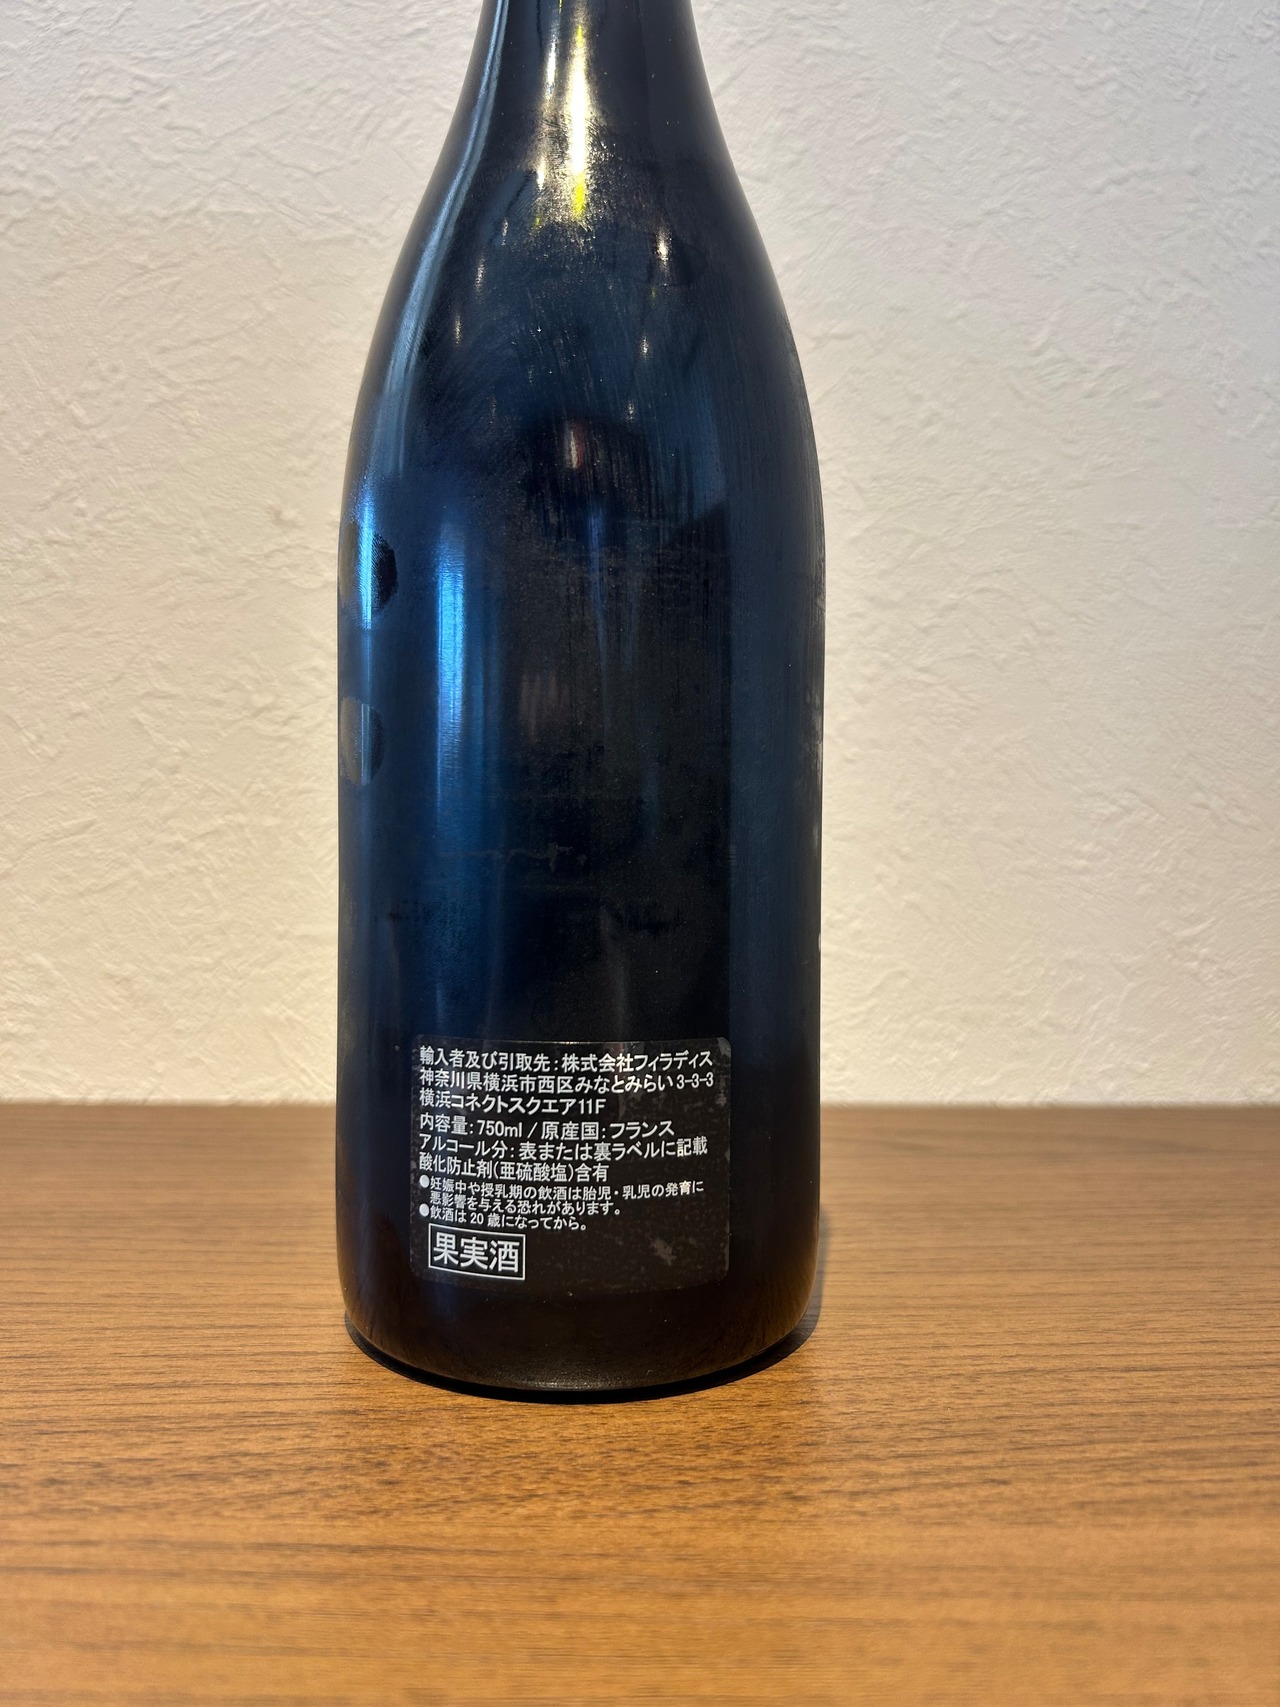 輸入者及び引取先：株式会社フィラディス
神奈川県横浜市西区みなとみらい3-3-3
横浜コネクトスクエア11F
内容量：750ml / 原産国：フランス
アルコール分：表または裏ラベルに記載
酸化防止剤(亜硫酸塩)含有
●妊娠中や授乳期の飲酒は胎児・乳児の発育に
悪影響を与える恐れがあります。
●飲酒は20歳になってから。
果実酒